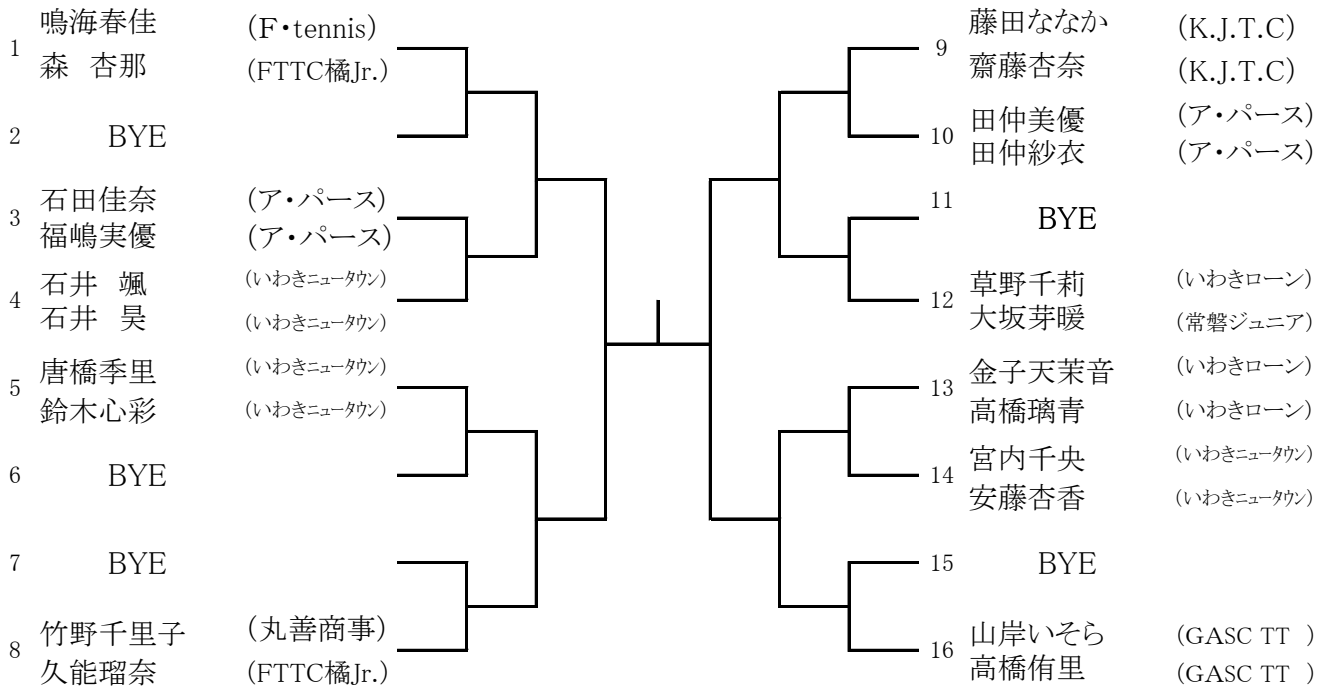 1 鳴海春佳 (F・tennis)
森 杏那 (FTTC橘Jr.)
2 BYE
3 石田佳奈 (ア・パース)
福嶋実優 (ア・パース)
4 石井 颯 (いわきニュータウン)
石井 昊 (いわきニュータウン)
5 唐橋季里 (いわきニュータウン)
鈴木心彩 (いわきニュータウン)
6 BYE
7 BYE
8 竹野千里子 (丸善商事)
久能瑠奈 (FTTC橘Jr.)
9 藤田ななか (K.J.T.C)
齋藤杏奈 (K.J.T.C)
10 田仲美優 (ア・パース)
田仲紗衣 (ア・パース)
11 BYE
12 草野千莉 (いわきローン)
大坂芽暖 (常磐ジュニア)
13 金子天茉音 (いわきローン)
高橋璃青 (いわきローン)
14 宮内千央 (いわきニュータウン)
安藤杏香 (いわきニュータウン)
15 BYE
16 山岸いそら (GASC TT )
高橋侑里 (GASC TT )